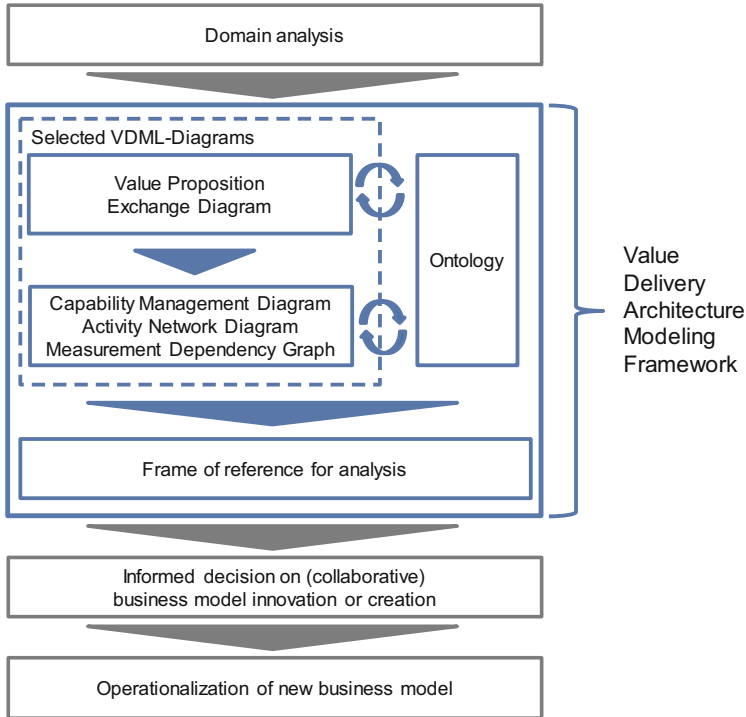 Domain analysis
Selected VDML-Diagrams
Value Proposition
Exchange Diagram
Capability Management Diagram
Activity Network Diagram
Measurement Dependency Graph
Ontology
Frame of reference for analysis
Value
Delivery
Architecture
Modeling
Framework
Informed decision on (collaborative)
business model innovation or creation
Operationalization of new business model